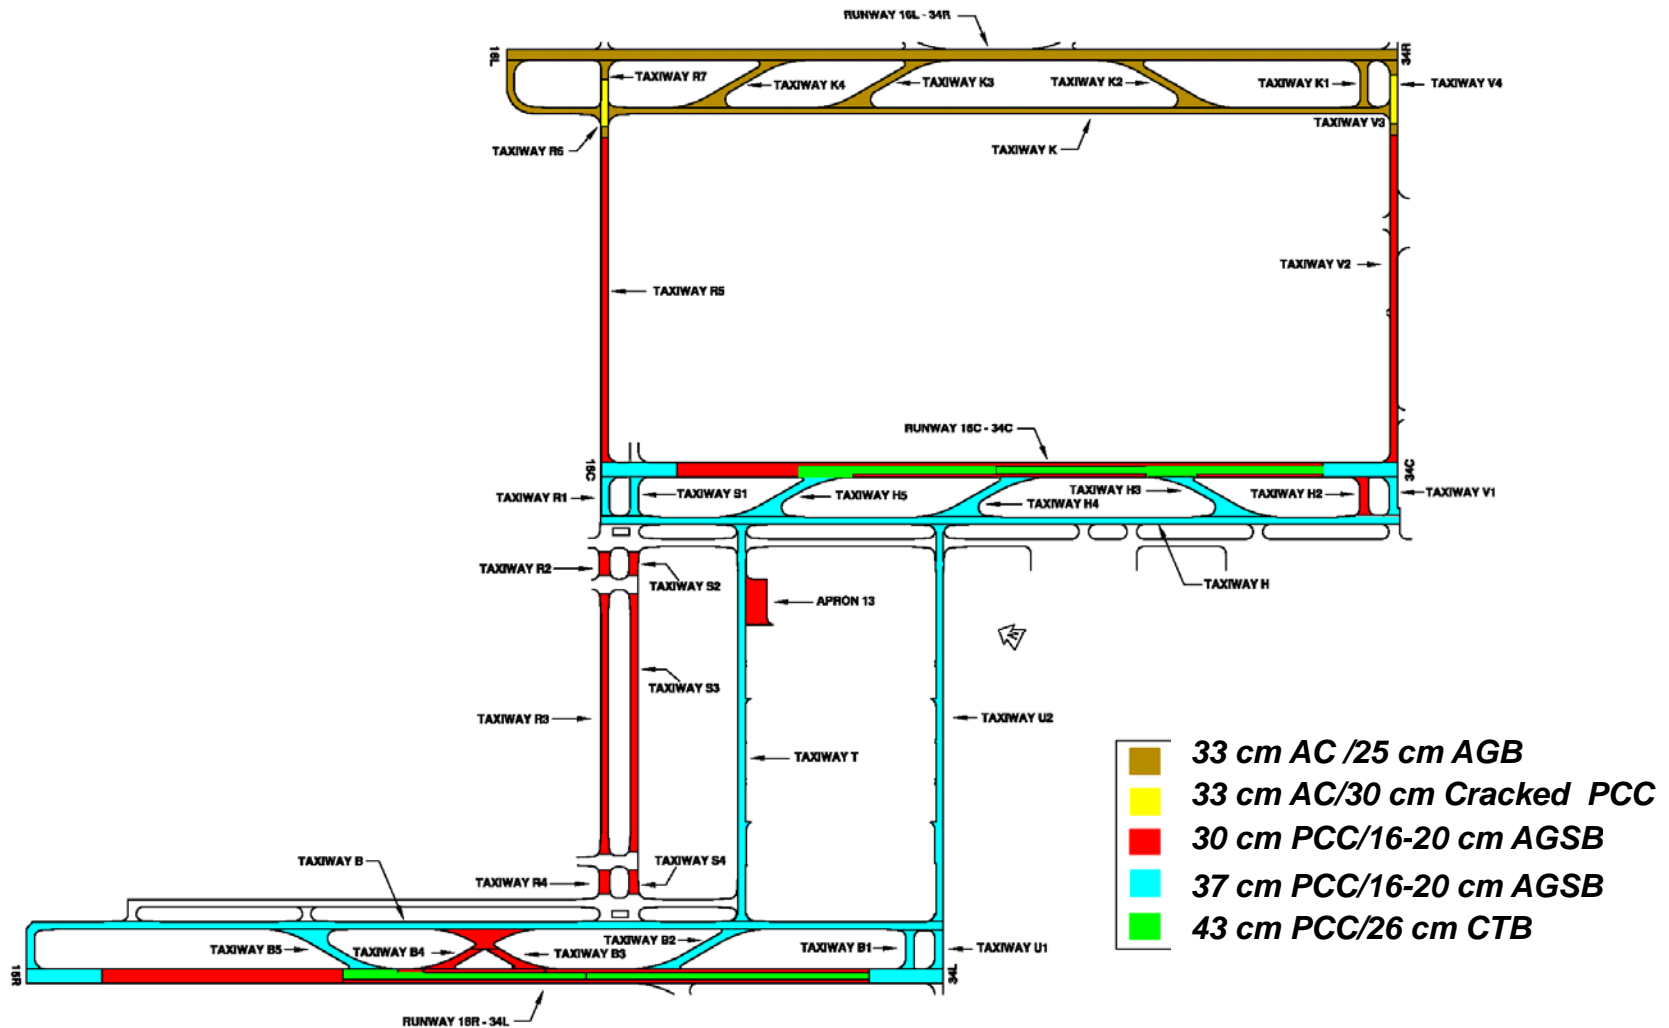 RUNWAY 16L - 34R
16L
34R
TAXIWAY R7
TAXIWAY K4
TAXIWAY K3
TAXIWAY K2
TAXIWAY K1
TAXIWAY V4
TAXIWAY V3
TAXIWAY R6
TAXIWAY K
TAXIWAY V2
TAXIWAY R5
RUNWAY 16C - 34C
16C
34C
TAXIWAY R1
TAXIWAY S1
TAXIWAY H5
TAXIWAY H3
TAXIWAY H4
TAXIWAY H2
TAXIWAY V1
TAXIWAY R2
TAXIWAY S2
TAXIWAY H
APRON 13
N
TAXIWAY S3
TAXIWAY R3
TAXIWAY U2
TAXIWAY T
33 cm AC /25 cm AGB
33 cm AC/30 cm Cracked PCC
30 cm PCC/16-20 cm AGSB
37 cm PCC/16-20 cm AGSB
43 cm PCC/26 cm CTB
TAXIWAY B
TAXIWAY S4
TAXIWAY R4
TAXIWAY B5
TAXIWAY B4
TAXIWAY B3
TAXIWAY B2
TAXIWAY B1
TAXIWAY U1
16R
34L
RUNWAY 16R - 34L